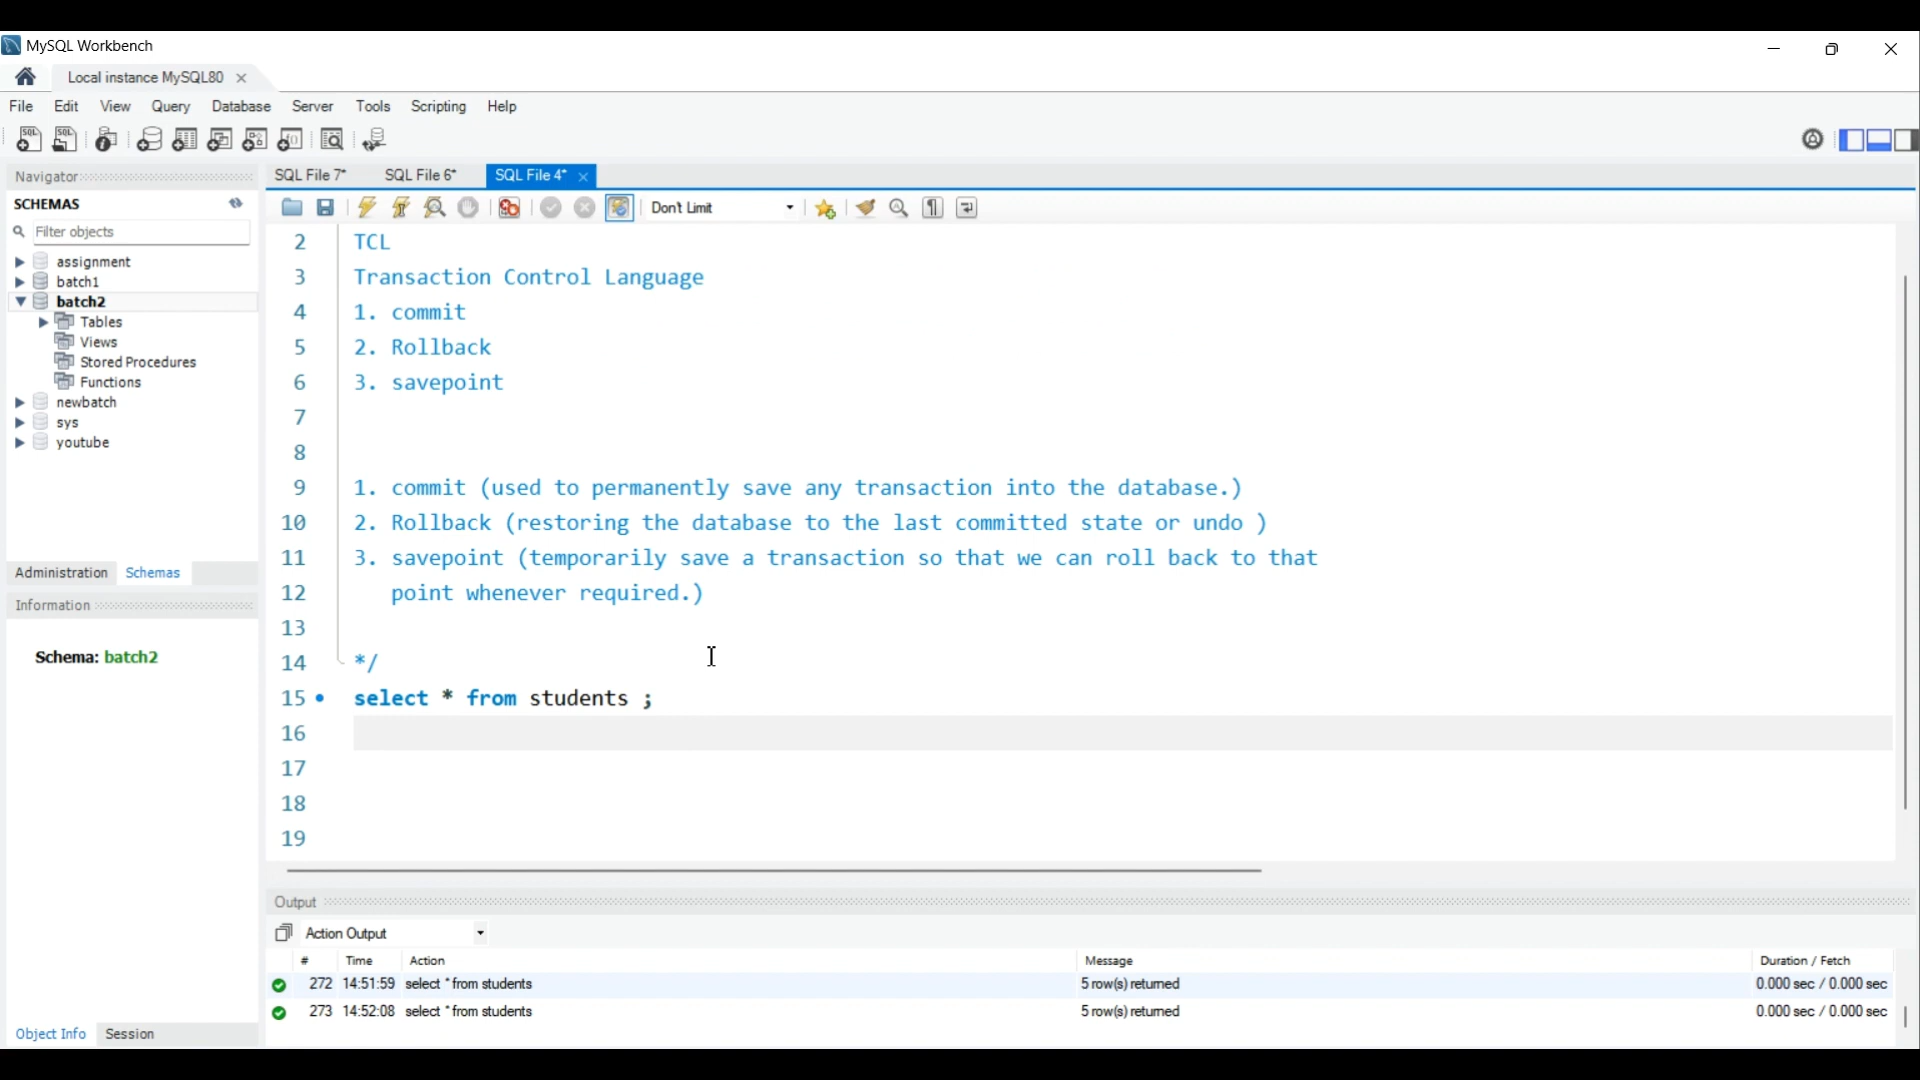 MySQL Workbench
Local instance MySQL80
File Edit View Query Database Server Tools Scripting Help
Navigator
SCHEMAS
Filter objects
assignment
batch1
batch2
Tables
Views
Stored Procedures
Functions
newbatch
sys
youtube
Administration Schemas
Information
Schema: batch2
Object Info Session
SQL File 7* SQL File 6* SQL File 4*
Don't Limit
2 TCL
3 Transaction Control Language
4 1. commit
5 2. Rollback
6 3. savepoint
7
8
9 1. commit (used to permanently save any transaction into the database.)
10 2. Rollback (restoring the database to the last committed state or undo )
11 3. savepoint (temporarily save a transaction so that we can roll back to that
12 point whenever required.)
13
14 */
15 select * from students ;
16
17
18
19
Output
Action Output
# Time Action Message Duration / Fetch
272 14:51:59 select * from students 5 row(s) returned 0.000 sec / 0.000 sec
273 14:52:08 select * from students 5 row(s) returned 0.000 sec / 0.000 sec